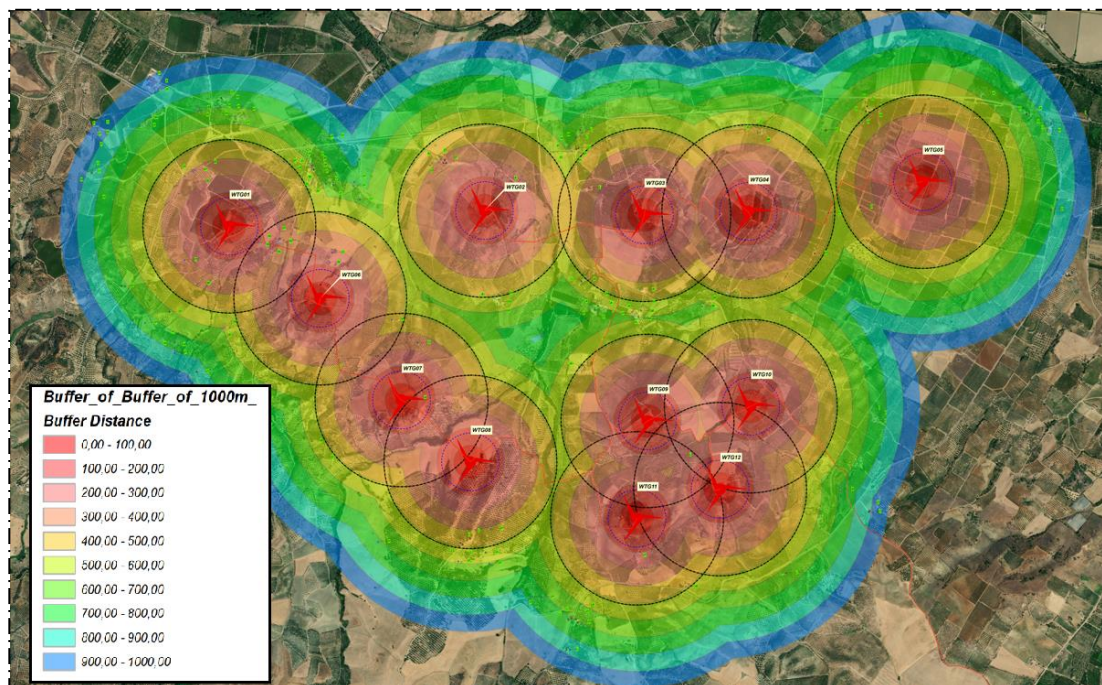 WTG05
WTG04
WTG03
WTG02
WTG01
WTG06
WTG07
WTG10
WTG09
WTG08
WTG12
WTG11
Buffer_of_Buffer_of_1000m_
Buffer Distance
0,00 - 100,00
100,00 - 200,00
200,00 - 300,00
300,00 - 400,00
400,00 - 500,00
500,00 - 600,00
600,00 - 700,00
700,00 - 800,00
800,00 - 900,00
900,00 - 1000,00